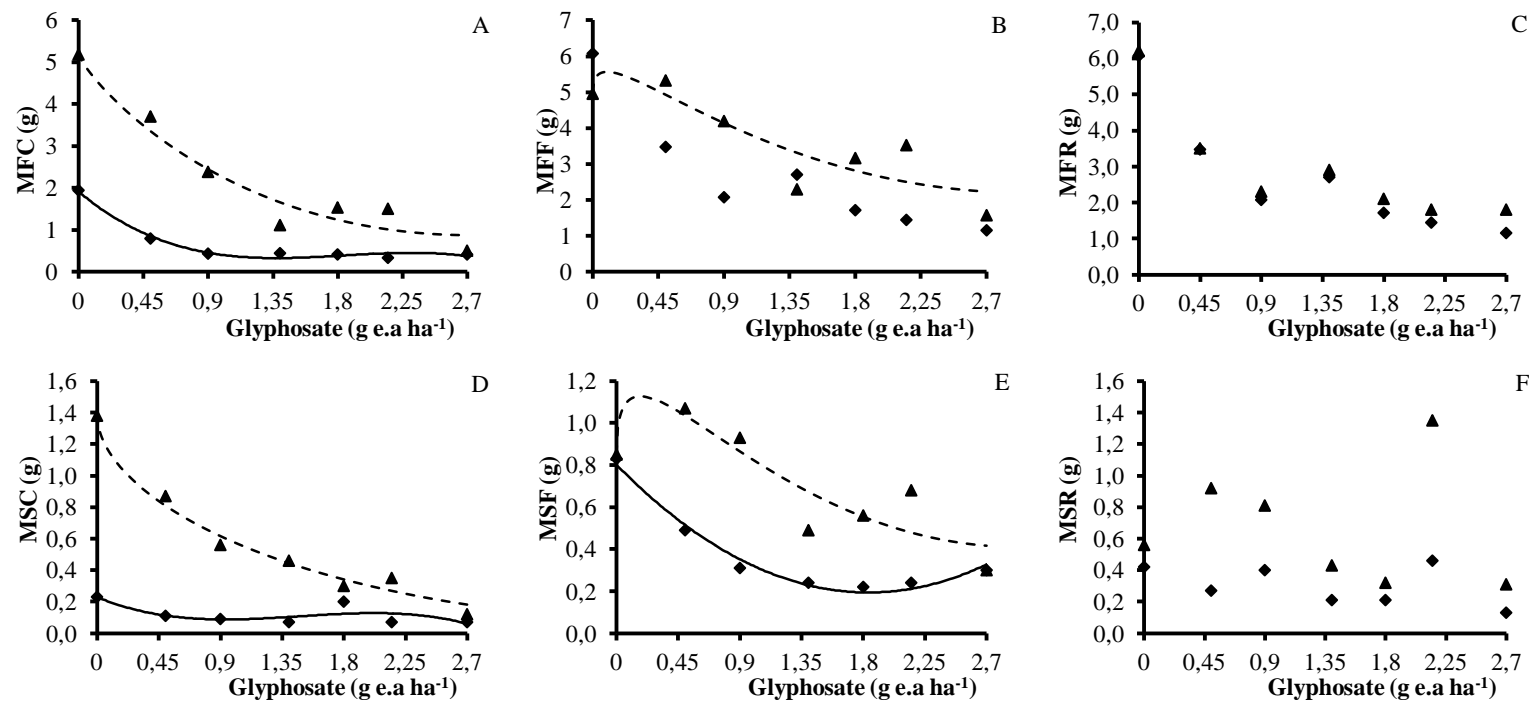 A
MFC (g)
6
5
4
3
2
1
0
0 0,45 0,9 1,35 1,8 2,25 2,7
Glyphosate (g e.a ha⁻¹)
B
MFF (g)
7
6
5
4
3
2
1
0
0 0,45 0,9 1,35 1,8 2,25 2,7
Glyphosate (g e.a ha⁻¹)
C
MFR (g)
7,0
6,0
5,0
4,0
3,0
2,0
1,0
0,0
0 0,45 0,9 1,35 1,8 2,25 2,7
Glyphosate (g e.a ha⁻¹)
D
MSC (g)
1,6
1,4
1,2
1,0
0,8
0,6
0,4
0,2
0,0
0 0,45 0,9 1,35 1,8 2,25 2,7
Glyphosate (g e.a ha⁻¹)
E
MSF (g)
1,2
1,0
0,8
0,6
0,4
0,2
0,0
0 0,45 0,9 1,35 1,8 2,25 2,7
Glyphosate (g e.a ha⁻¹)
F
MSR (g)
1,6
1,4
1,2
1,0
0,8
0,6
0,4
0,2
0,0
0 0,45 0,9 1,35 1,8 2,25 2,7
Glyphosate (g e.a ha⁻¹)